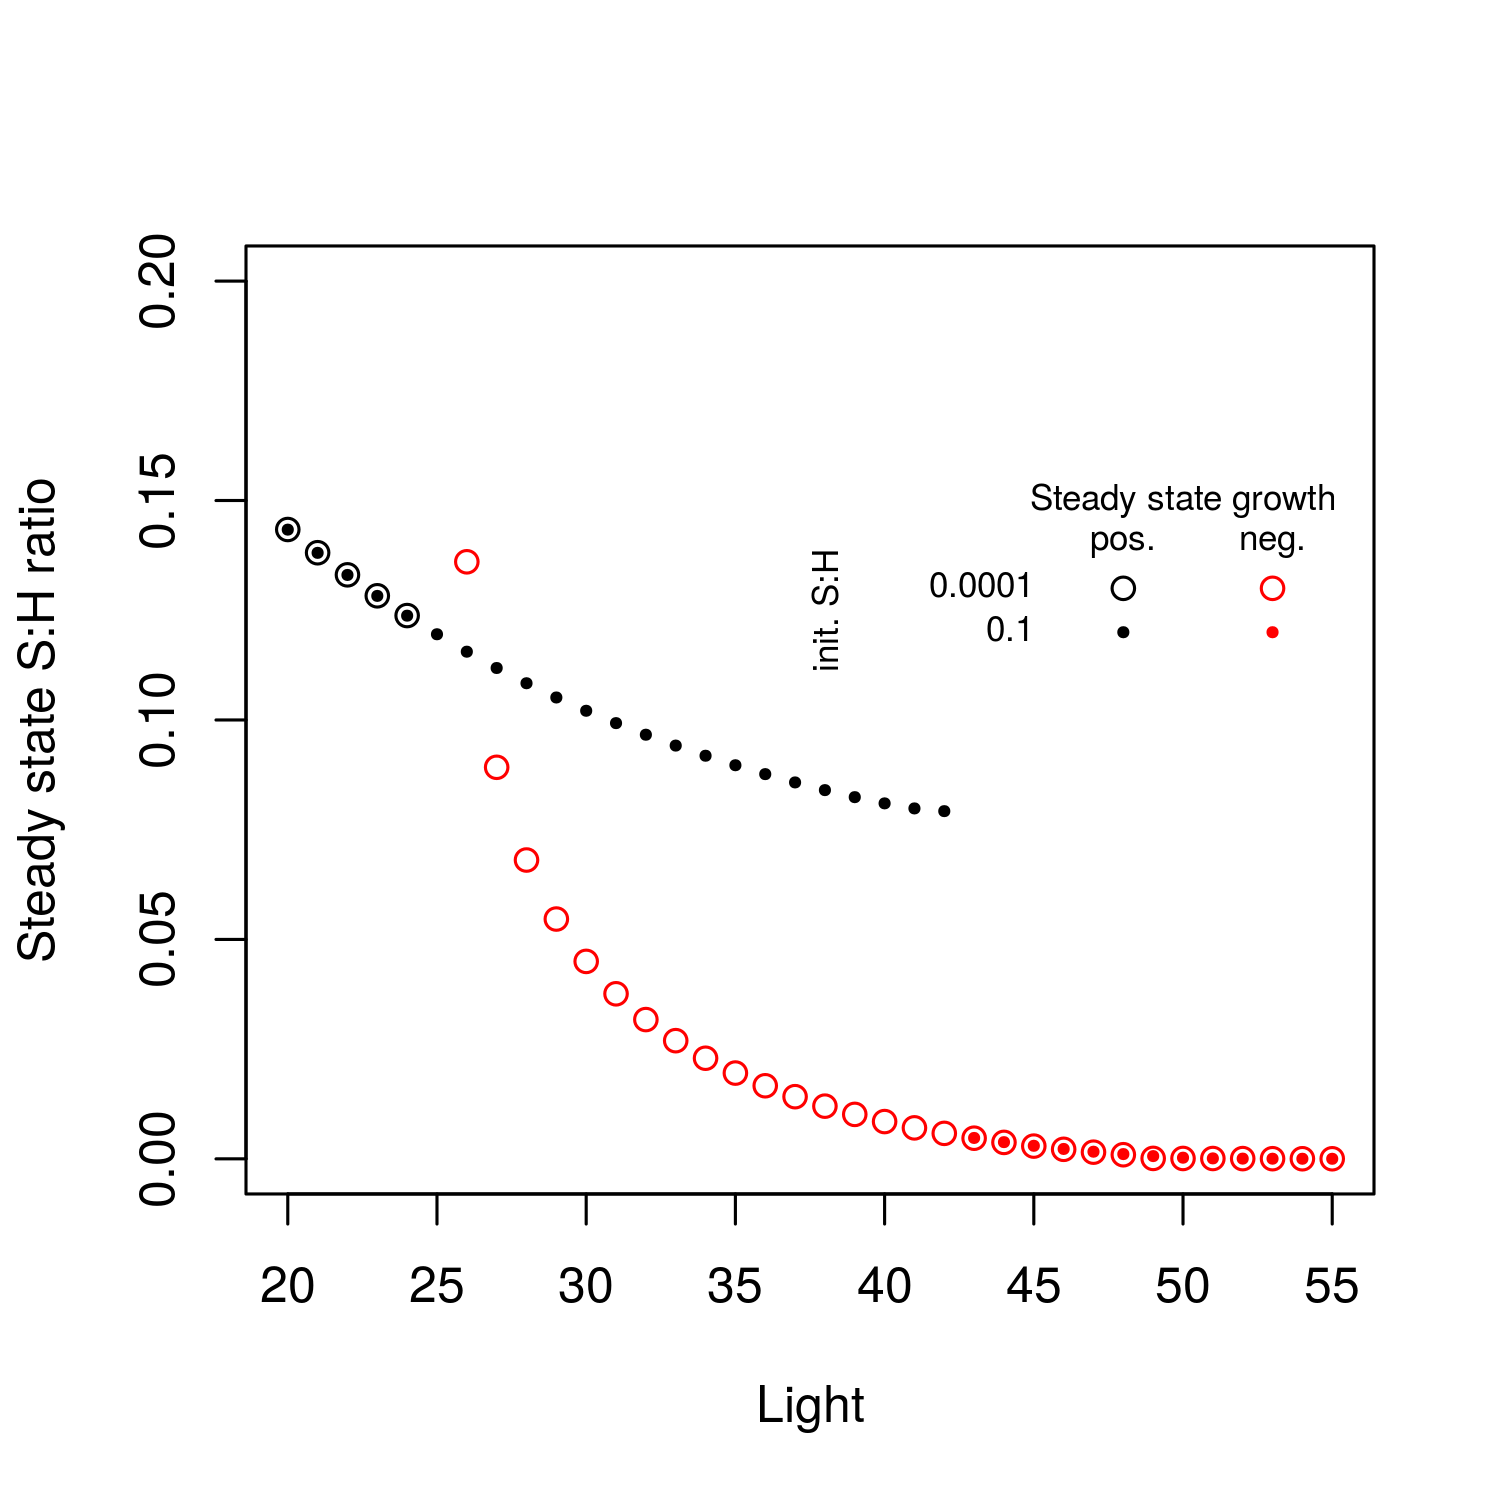 0.20
0.15
0.10
0.05
0.00
Steady state S:H ratio
Steady state growth
pos. neg.
init. S:H
0.0001
0.1
20 25 30 35 40 45 50 55
Light